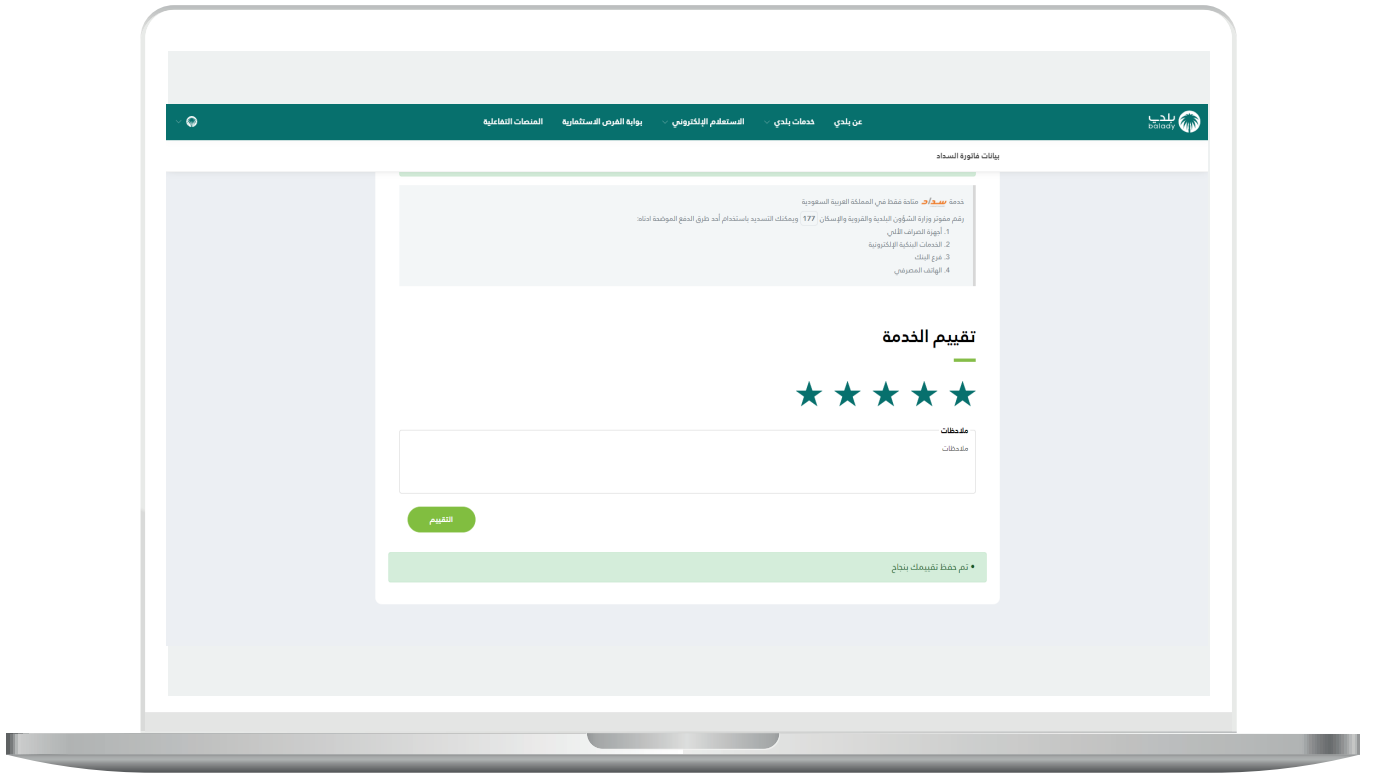 بلدي
balady
عن بلدي
خدمات بلدي
الاستعلام الإلكتروني
بوابة الفرص الاستثمارية
المنصات التفاعلية
بيانات فاتورة السداد
خدمة سداد متاحة فقط في المملكة العربية السعودية
رقم مفوتر وزارة الشؤون البلدية والقروية والإسكان 177 ويمكنك التسديد باستخدام أحد طرق الدفع الموضحة ادناه:
1. أجهزة الصراف الألي
2. الخدمات البنكية الإلكترونية
3. فرع البنك
4. الهاتف المصرفي
تقييم الخدمة
ملاحظات
ملاحظات
التقييم
• تم حفظ تقييمك بنجاح